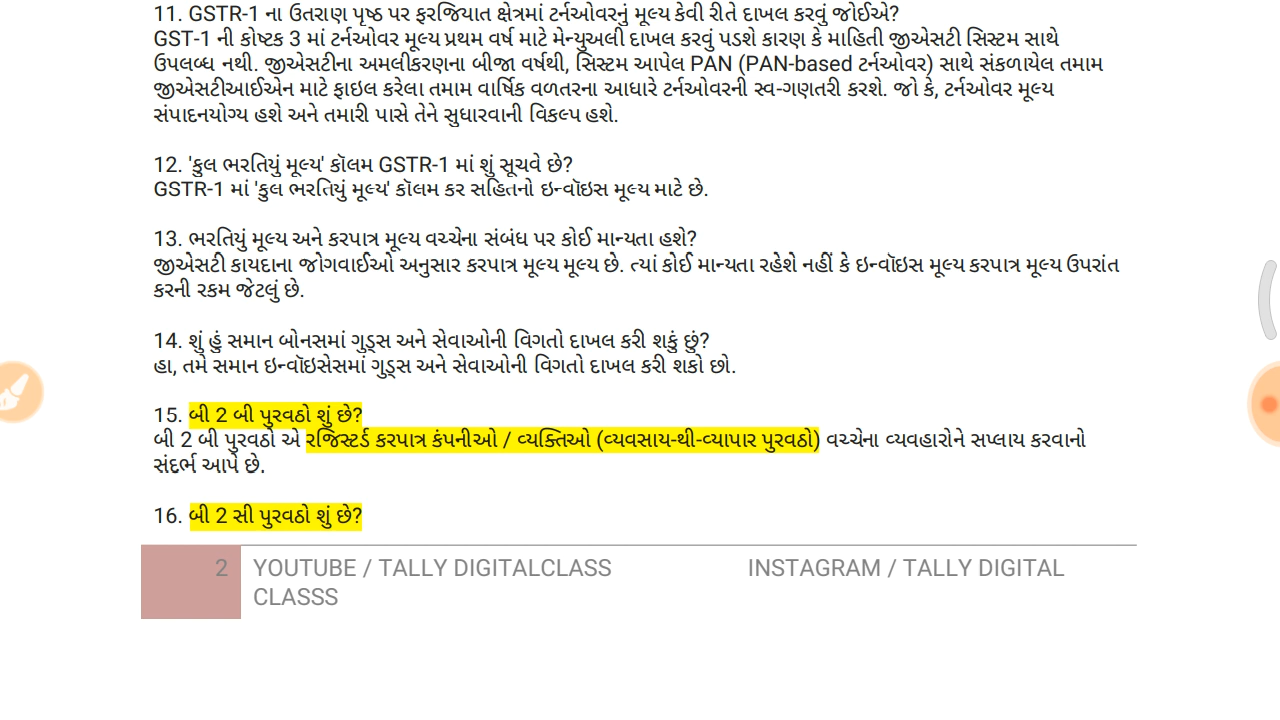 11. GSTR-1 ના ઉતરાણ પૃષ્ઠ પર ફરજિયાત ક્ષેત્રમાં ટર્નઓવરનું મૂલ્ય કેવી રીતે દાખલ કરવું જોઈએ?
GST-1 ની કોષ્ટક 3 માં ટર્નઓવર મૂલ્ય પ્રથમ વર્ષ માટે મેન્યુઅલી દાખલ કરવું પડશે કારણ કે માહિતી જીએસટી સિસ્ટમ સાથે
ઉપલબ્ધ નથી. જીએસટીના અમલીકરણના બીજા વર્ષથી, સિસ્ટમ આપેલ PAN (PAN-based ટર્નઓવર) સાથે સંકળાયેલ તમામ
જીએસટીઆઈએન માટે ફાઇલ કરેલા તમામ વાર્ષિક વળતરના આધારે ટર્નઓવરની સ્વ-ગણતરી કરશે. જો કે, ટર્નઓવર મૂલ્ય
સંપાદનયોગ્ય હશે અને તમારી પાસે તેને સુધારવાની વિકલ્પ હશે.
12. 'કુલ ભરતિયું મૂલ્ય' કૉલમ GSTR-1 માં શું સૂચવે છે?
GSTR-1 માં 'કુલ ભરતિયું મૂલ્ય' કૉલમ કર સહિતનો ઇન્વૉઇસ મૂલ્ય માટે છે.
13. ભરતિયું મૂલ્ય અને કરપાત્ર મૂલ્ય વચ્ચેના સંબંધ પર કોઈ માન્યતા હશે?
જીએસટી કાયદાના જોગવાઈઓ અનુસાર કરપાત્ર મૂલ્ય મૂલ્ય છે. ત્યાં કોઈ માન્યતા રહેશે નહીં કે ઇન્વૉઇસ મૂલ્ય કરપાત્ર મૂલ્ય ઉપરાંત
કરની રકમ જેટલું છે.
14. શું હું સમાન બોનસમાં ગુડ્સ અને સેવાઓની વિગતો દાખલ કરી શકું છું?
હા, તમે સમાન ઇન્વૉઇસેસમાં ગુડ્સ અને સેવાઓની વિગતો દાખલ કરી શકો છો.
15. બી 2 બી પુરવઠો શું છે?
બી 2 બી પુરવઠો એ રજિસ્ટર્ડ કરપાત્ર કંપનીઓ / વ્યક્તિઓ (વ્યવસાય-થી-વ્યાપાર પુરવઠો) વચ્ચેના વ્યવહારોને સપ્લાય કરવાનો
સંદર્ભ આપે છે.
16. બી 2 સી પુરવઠો શું છે?
2 YOUTUBE / TALLY DIGITALCLASS INSTAGRAM / TALLY DIGITAL
CLASSS